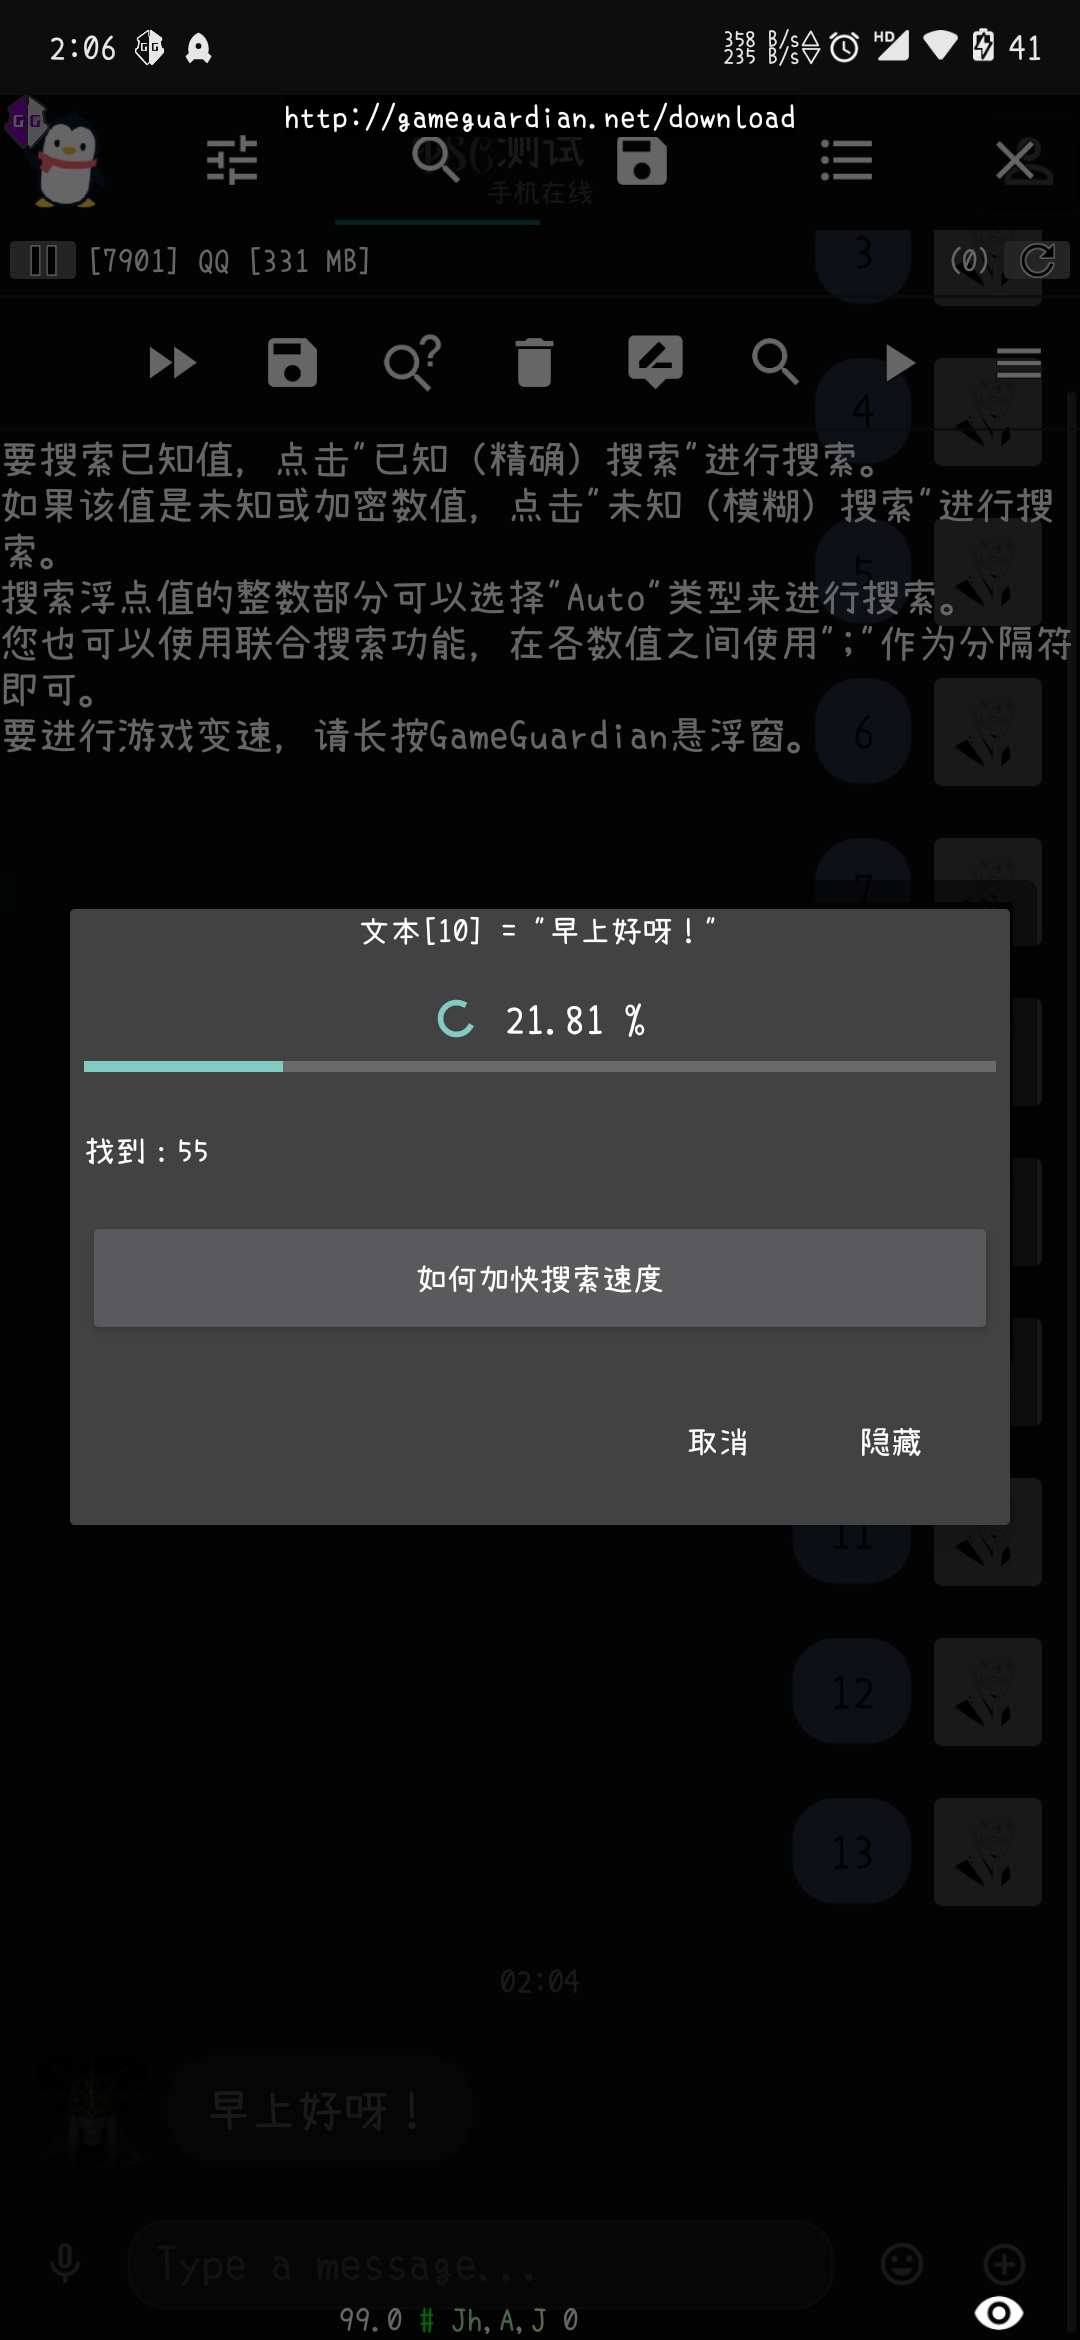 2:06
358 B/s
235 B/s
HD
41
http://gameguardian.net/download
GG
测试
手机在线
[7901] QQ [331 MB]
3
(0)
4
要搜索已知值, 点击"已知 (精确) 搜索"进行搜索。
如果该值是未知或加密数值, 点击"未知 (模糊) 搜索"进行搜
索。
5
搜索浮点值的整数部分可以选择"Auto"类型来进行搜索。
您也可以使用联合搜索功能, 在各数值之间使用";"作为分隔符
即可。
要进行游戏变速, 请长按GameGuardian悬浮窗。
6
7
文本[10] = "早上好呀!"
21.81 %
找到:55
如何加快搜索速度
取消
隐藏
11
12
13
02:04
早上好呀!
Type a message...
99.0 # Jh,A,J 0